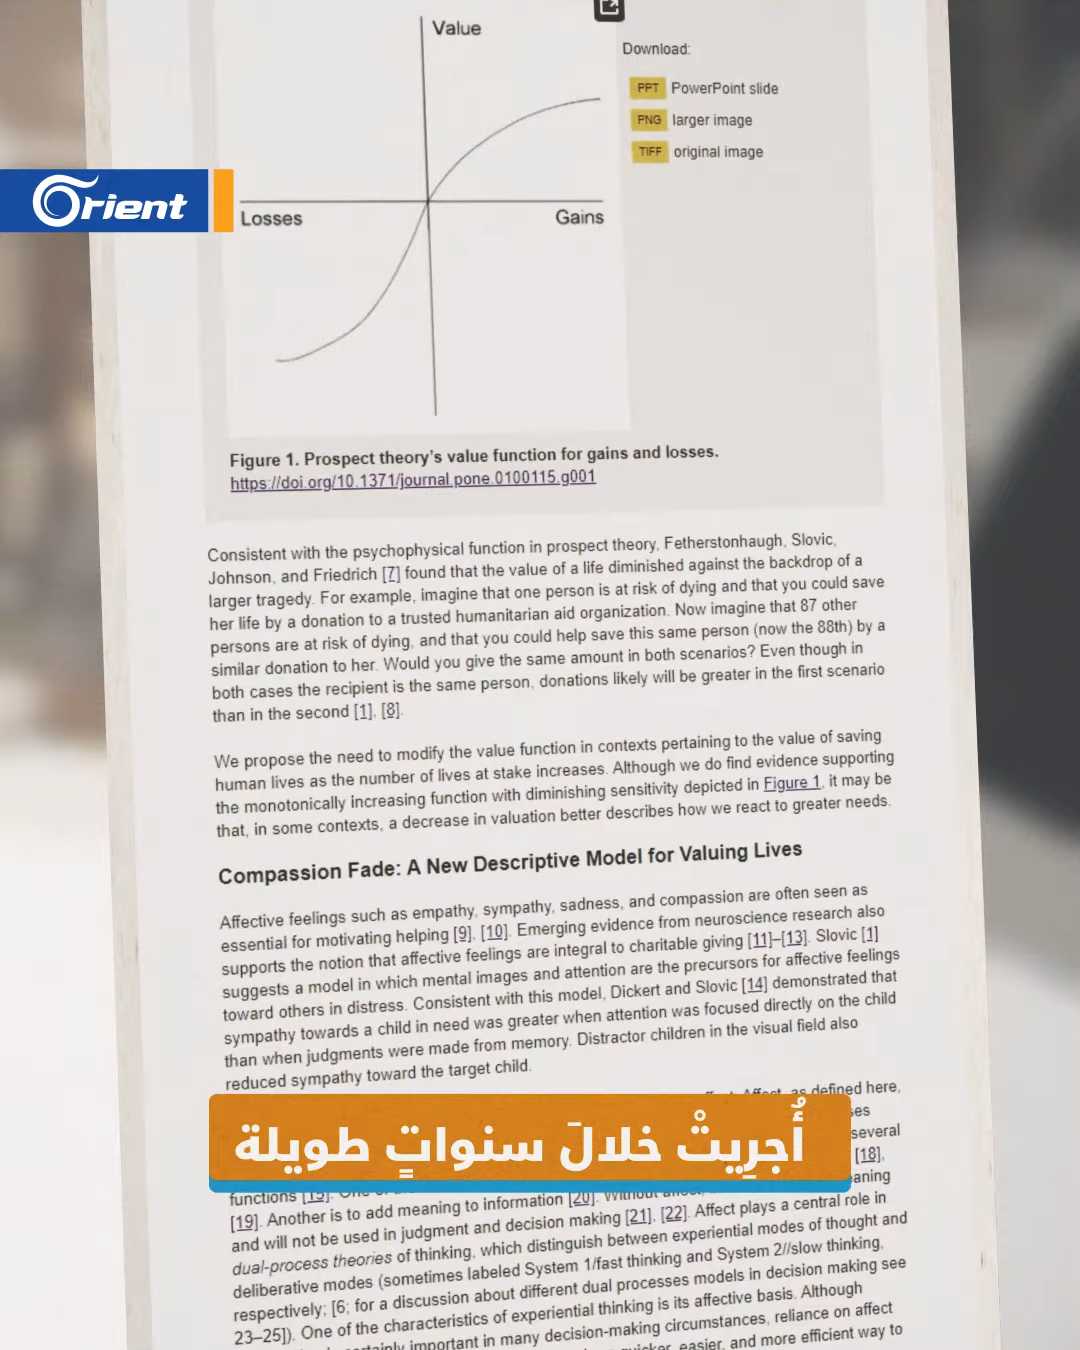 Value
Download:
PPT PowerPoint slide
PNG larger image
TIFF original image
Orient
Losses
Gains
Figure 1. Prospect theory's value function for gains and losses.
https://doi.org/10.1371/journal.pone.0100115.g001
Consistent with the psychophysical function in prospect theory, Fetherstonhaugh, Slovic,
Johnson, and Friedrich [7] found that the value of a life diminished against the backdrop of a
larger tragedy. For example, imagine that one person is at risk of dying and that you could save
her life by a donation to a trusted humanitarian aid organization. Now imagine that 87 other
persons are at risk of dying, and that you could help save this same person (now the 88th) by a
similar donation to her. Would you give the same amount in both scenarios? Even though in
both cases the recipient is the same person, donations likely will be greater in the first scenario
than in the second [1], [8].
We propose the need to modify the value function in contexts pertaining to the value of saving
human lives as the number of lives at stake increases. Although we do find evidence supporting
the monotonically increasing function with diminishing sensitivity depicted in Figure 1, it may be
that, in some contexts, a decrease in valuation better describes how we react to greater needs.
Compassion Fade: A New Descriptive Model for Valuing Lives
Affective feelings such as empathy, sympathy, sadness, and compassion are often seen as
essential for motivating helping [9], [10]. Emerging evidence from neuroscience research also
supports the notion that affective feelings are integral to charitable giving [11]–[13]. Slovic [1]
suggests a model in which mental images and attention are the precursors for affective feelings
toward others in distress. Consistent with this model, Dickert and Slovic [14] demonstrated that
sympathy towards a child in need was greater when attention was focused directly on the child
than when judgments were made from memory. Distractor children in the visual field also
reduced sympathy toward the target child.
as defined here,
several
أُجرِيتْ خلالَ سنواتٍ طويلة
[18],
functions [15].
[19]. Another is to add meaning to information [20]. Without
and will not be used in judgment and decision making [21], [22]. Affect plays a central role in
dual-process theories of thinking, which distinguish between experiential modes of thought and
deliberative modes (sometimes labeled System 1/fast thinking and System 2//slow thinking,
respectively; [6; for a discussion about different dual processes models in decision making see
23–25]). One of the characteristics of experiential thinking is its affective basis. Although
important in many decision-making circumstances, reliance on affect
easier, and more efficient way to